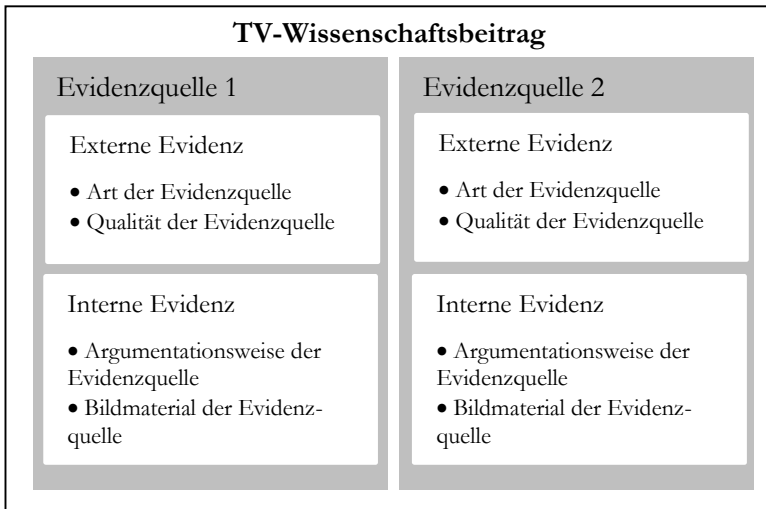 TV-Wissenschaftsbeitrag
Evidenzquelle 1
Externe Evidenz
• Art der Evidenzquelle
• Qualität der Evidenzquelle
Interne Evidenz
• Argumentationsweise der
Evidenzquelle
• Bildmaterial der Evidenz-
quelle
Evidenzquelle 2
Externe Evidenz
• Art der Evidenzquelle
• Qualität der Evidenzquelle
Interne Evidenz
• Argumentationsweise der
Evidenzquelle
• Bildmaterial der Evidenz-
quelle